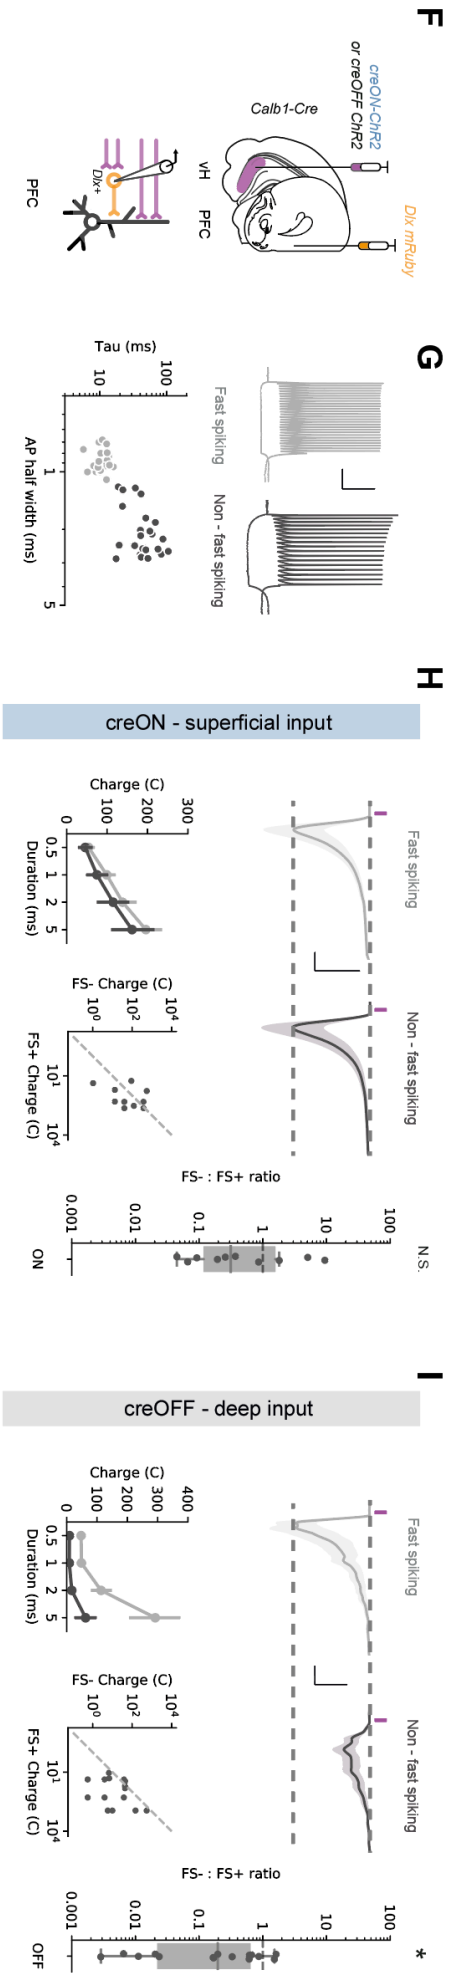 F
creON-ChR2
or creOFF ChR2
Dlx mRuby
Calb1-Cre
vH
PFC
Dlx+
PFC
G
Fast spiking
Non - fast spiking
Tau (ms)
100
10
1
5
AP half width (ms)
H
creON - superficial input
Fast spiking
Non - fast spiking
Charge (C)
300
200
100
0
0.5
1
2
5
Duration (ms)
FS- Charge (C)
10⁴
10²
10⁰
10¹
10⁴
FS+ Charge (C)
N.S.
FS- : FS+ ratio
100
10
1
0.1
0.01
0.001
ON
I
creOFF - deep input
Fast spiking
Non - fast spiking
Charge (C)
400
300
200
100
0
0.5
1
2
5
Duration (ms)
FS- Charge (C)
10⁴
10²
10⁰
10¹
10⁴
FS+ Charge (C)
*
FS- : FS+ ratio
100
10
1
0.1
0.01
0.001
OFF